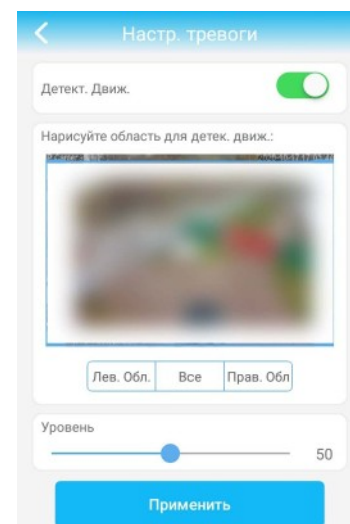 Настр. тревоги
Детект. Движ.
Нарисуйте область для детек. движ.:
Лев. Обл.
Все
Прав. Обл
Уровень
50
Применить